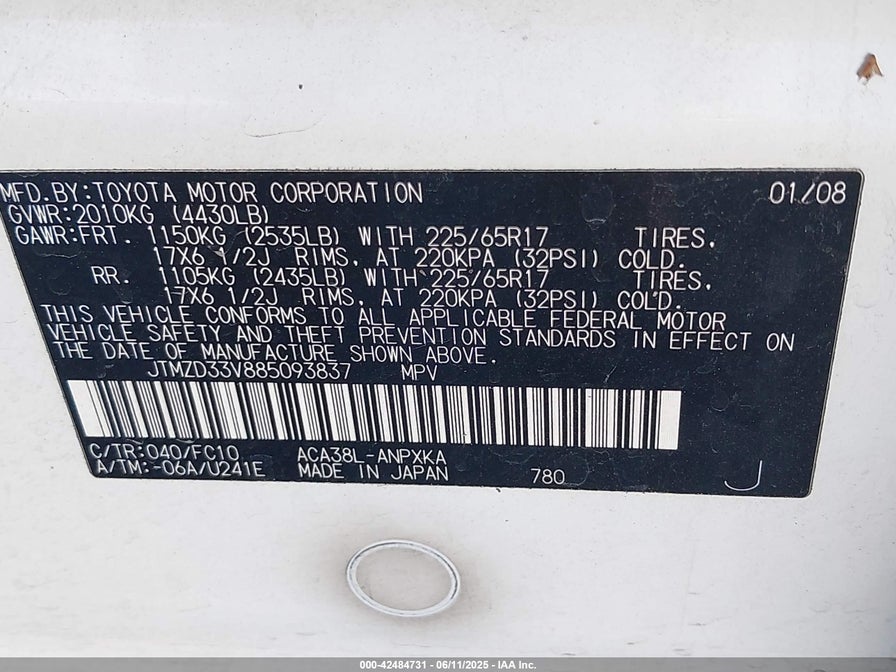 MFD.BY:TOYOTA MOTOR CORPORATION 01/08
GVWR:2010KG (4430LB)
GAWR:FRT. 1150KG (2535LB) WITH 225/65R17 TIRES,
17X6 1/2J RIMS, AT 220KPA (32PSI) COLD.
RR. 1105KG (2435LB) WITH 225/65R17 TIRES,
17X6 1/2J RIMS, AT 220KPA (32PSI) COLD.
THIS VEHICLE CONFORMS TO ALL APPLICABLE FEDERAL MOTOR
VEHICLE SAFETY AND THEFT PREVENTION STANDARDS IN EFFECT ON
THE DATE OF MANUFACTURE SHOWN ABOVE.
JTMZD33V885093837 MPV
C/TR:040/FC10 ACA38L-ANPXKA
A/TM:-06A/U241E MADE IN JAPAN 780 J
000-42484731 - 06/11/2025 - IAA Inc.